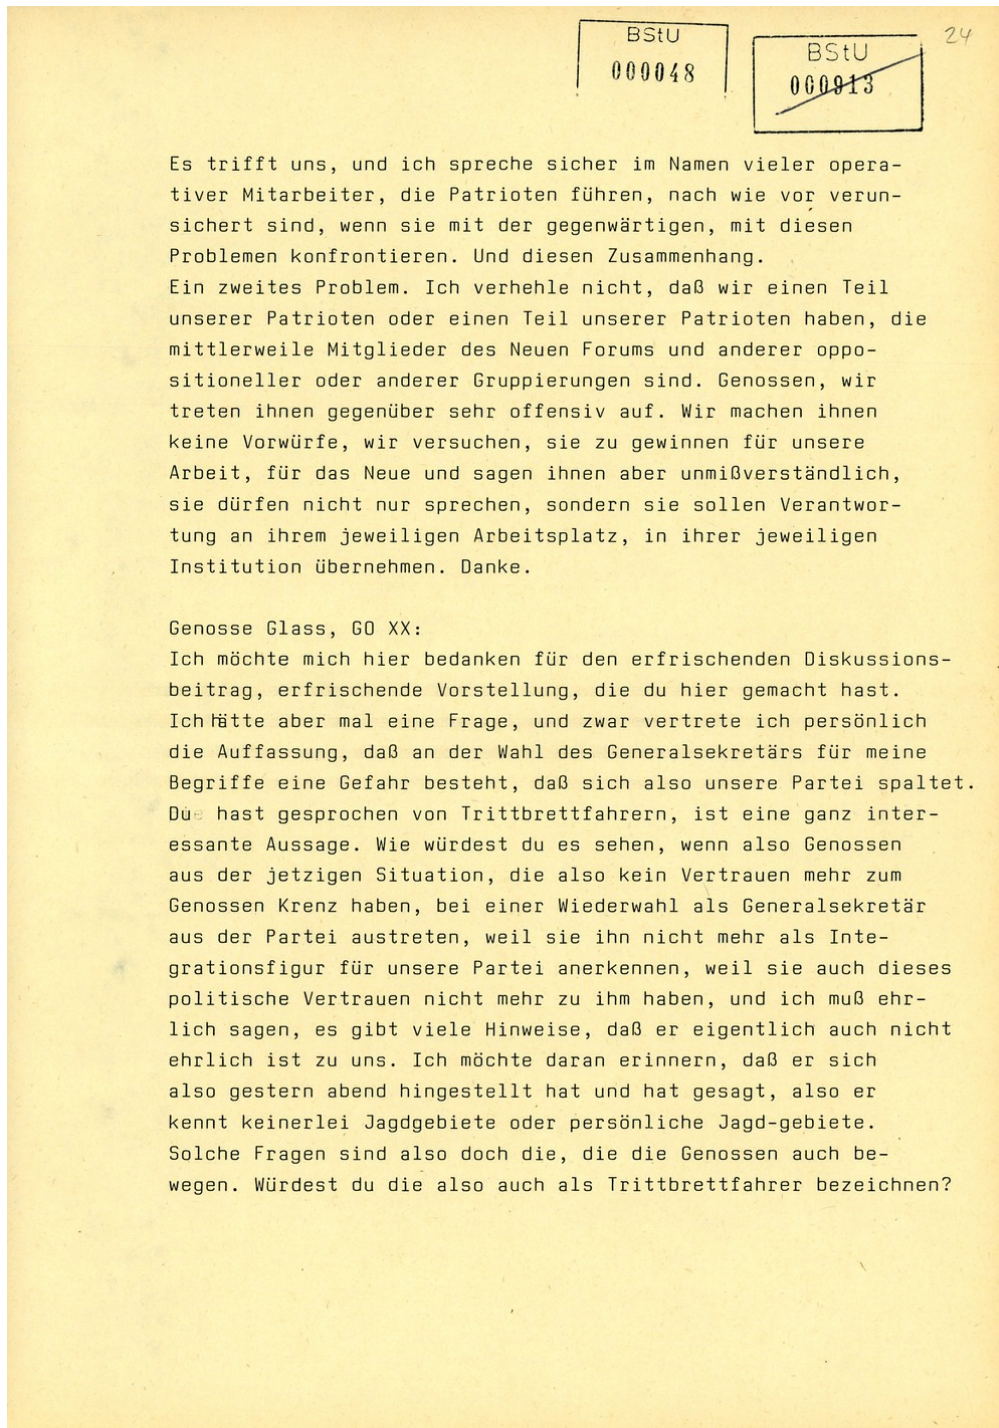 24
BStU
000048
BStU
000913
Es trifft uns, und ich spreche sicher im Namen vieler opera-
tiver Mitarbeiter, die Patrioten führen, nach wie vor verun-
sichert sind, wenn sie mit der gegenwärtigen, mit diesen
Problemen konfrontieren. Und diesen Zusammenhang.
Ein zweites Problem. Ich verhehle nicht, daß wir einen Teil
unserer Patrioten oder einen Teil unserer Patrioten haben, die
mittlerweile Mitglieder des Neuen Forums und anderer oppo-
sitioneller oder anderer Gruppierungen sind. Genossen, wir
treten ihnen gegenüber sehr offensiv auf. Wir machen ihnen
keine Vorwürfe, wir versuchen, sie zu gewinnen für unsere
Arbeit, für das Neue und sagen ihnen aber unmißverständlich,
sie dürfen nicht nur sprechen, sondern sie sollen Verantwor-
tung an ihrem jeweiligen Arbeitsplatz, in ihrer jeweiligen
Institution übernehmen. Danke.
Genosse Glass, GO XX:
Ich möchte mich hier bedanken für den erfrischenden Diskussions-
beitrag, erfrischende Vorstellung, die du hier gemacht hast.
Ich hätte aber mal eine Frage, und zwar vertrete ich persönlich
die Auffassung, daß an der Wahl des Generalsekretärs für meine
Begriffe eine Gefahr besteht, daß sich also unsere Partei spaltet.
Du hast gesprochen von Trittbrettfahrern, ist eine ganz inter-
essante Aussage. Wie würdest du es sehen, wenn also Genossen
aus der jetzigen Situation, die also kein Vertrauen mehr zum
Genossen Krenz haben, bei einer Wiederwahl als Generalsekretär
aus der Partei austreten, weil sie ihn nicht mehr als Inte-
grationsfigur für unsere Partei anerkennen, weil sie auch dieses
politische Vertrauen nicht mehr zu ihm haben, und ich muß ehr-
lich sagen, es gibt viele Hinweise, daß er eigentlich auch nicht
ehrlich ist zu uns. Ich möchte daran erinnern, daß er sich
also gestern abend hingestellt hat und hat gesagt, also er
kennt keinerlei Jagdgebiete oder persönliche Jagd-gebiete.
Solche Fragen sind also doch die, die die Genossen auch be-
wegen. Würdest du die also auch als Trittbrettfahrer bezeichnen?